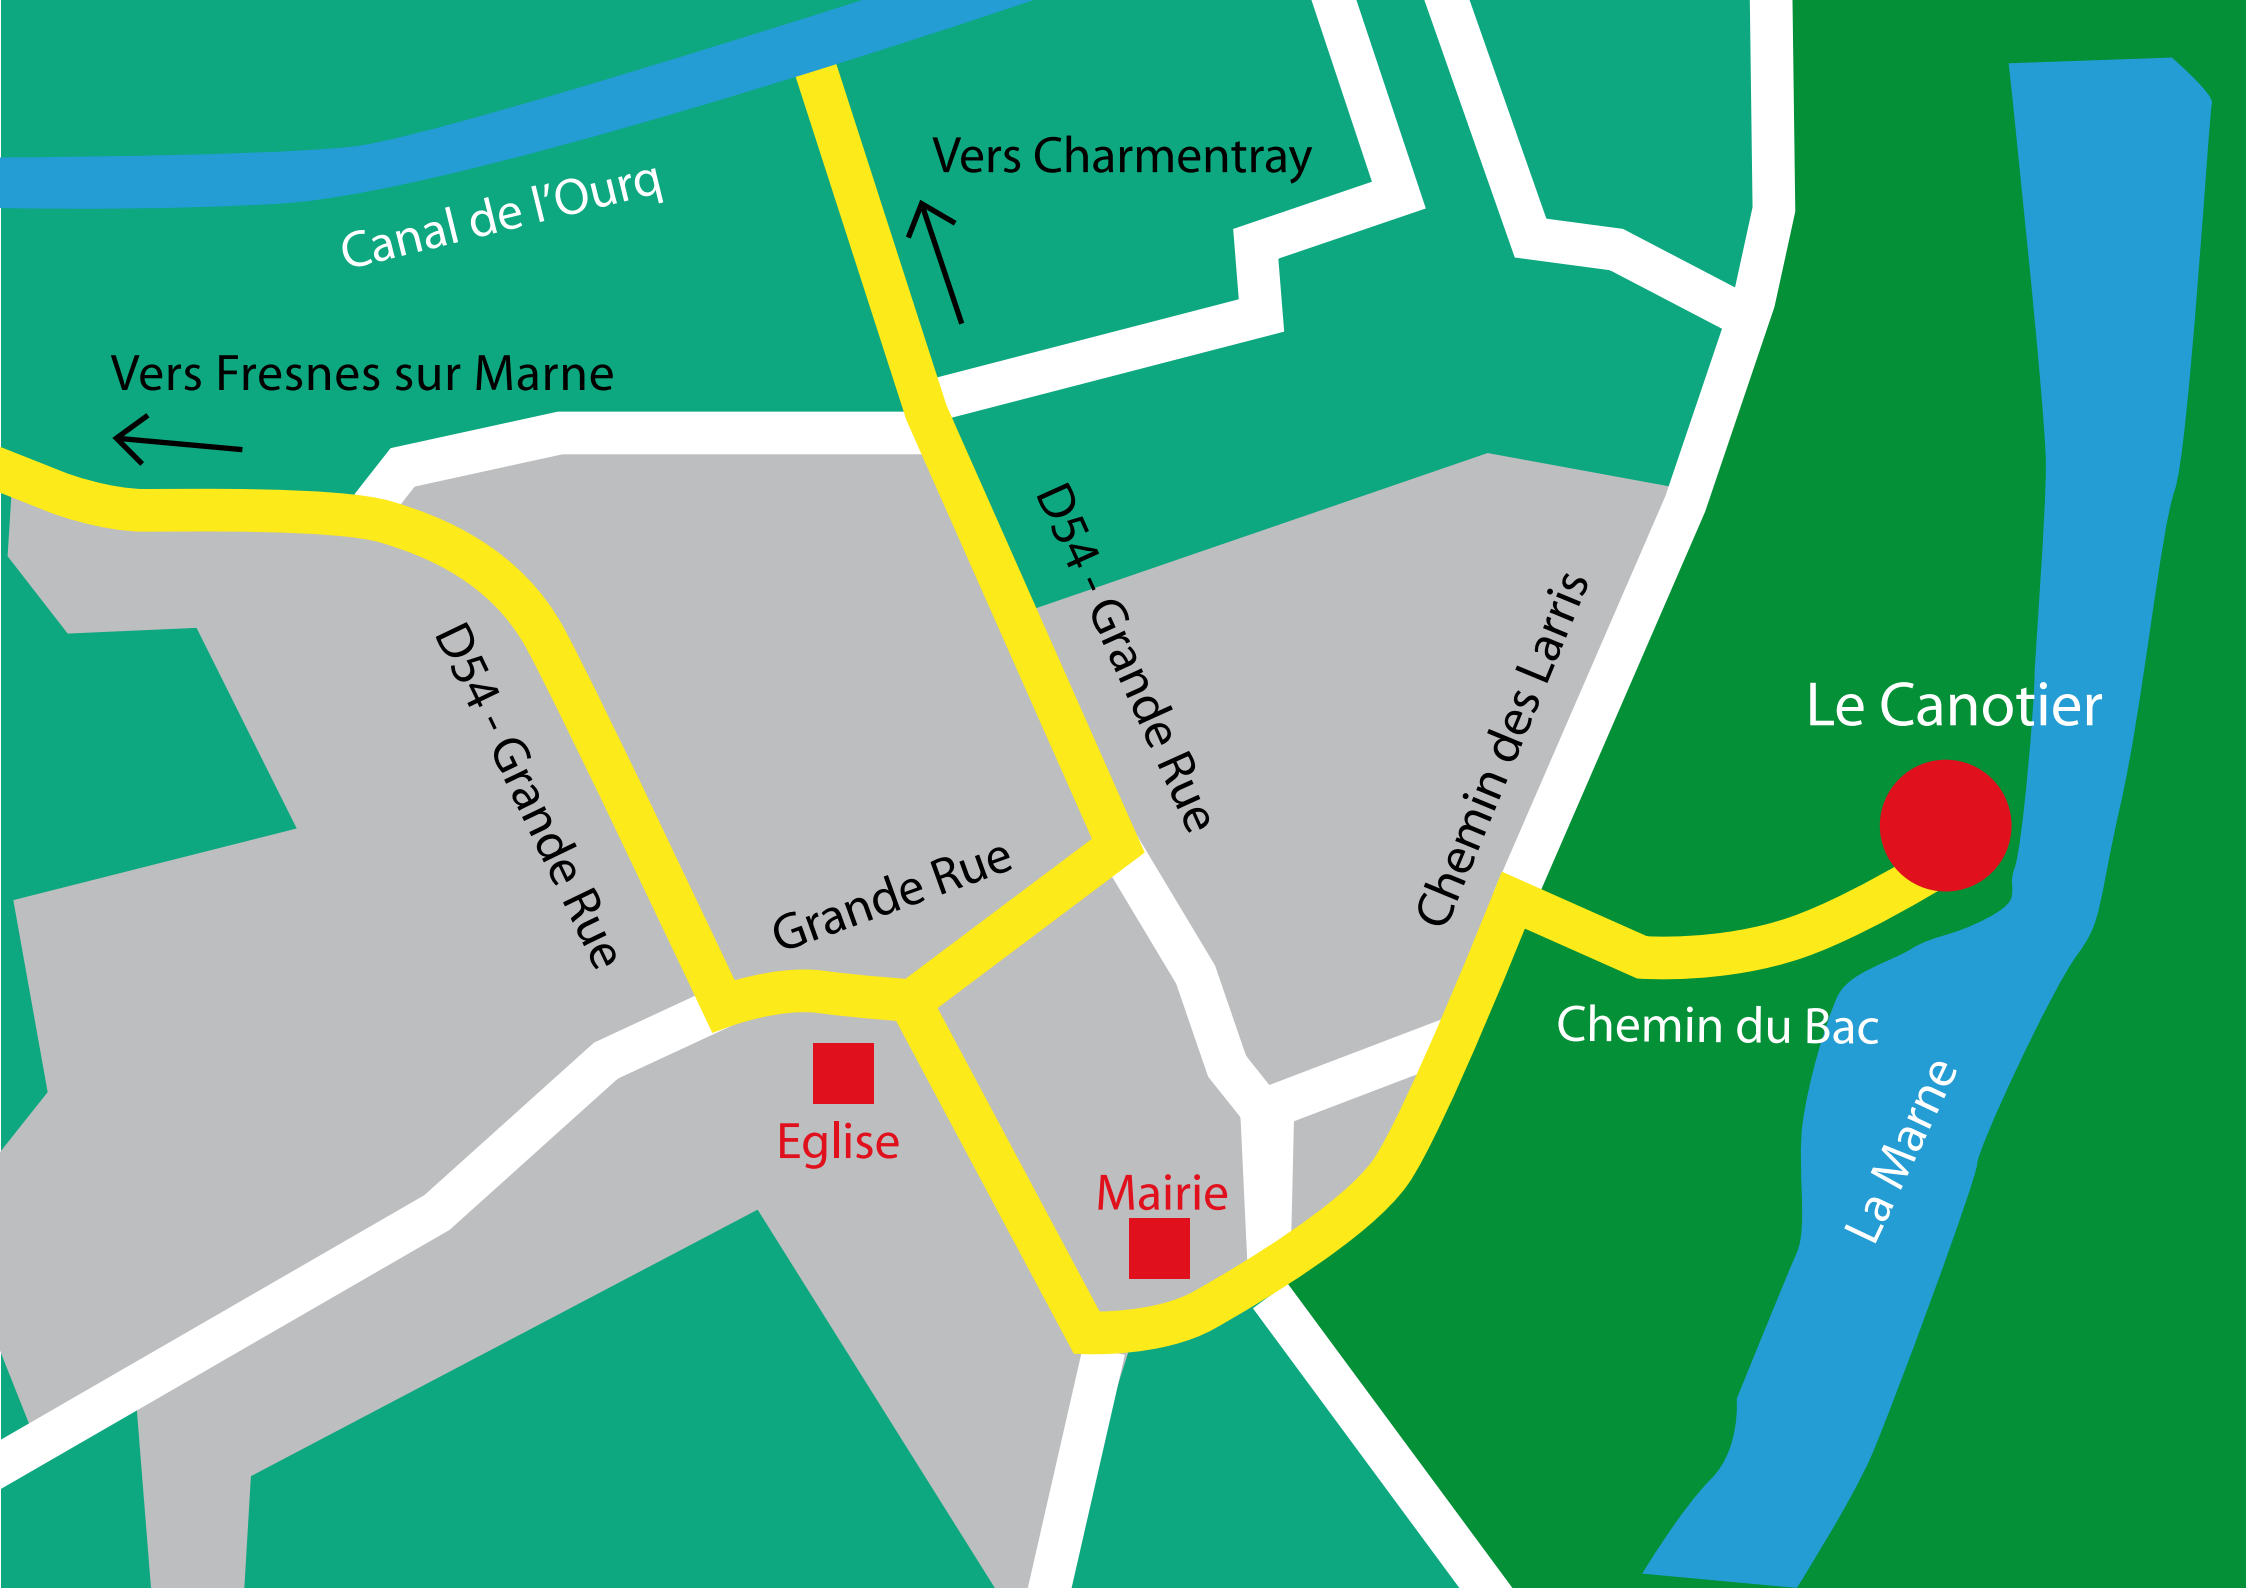 Vers Charmentray
Canal de l'Ourq
Vers Fresnes sur Marne
D54 - Grande Rue
D54 - Grande Rue
Chemin des Larris
Le Canotier
Grande Rue
Chemin du Bac
Eglise
La Marne
Mairie